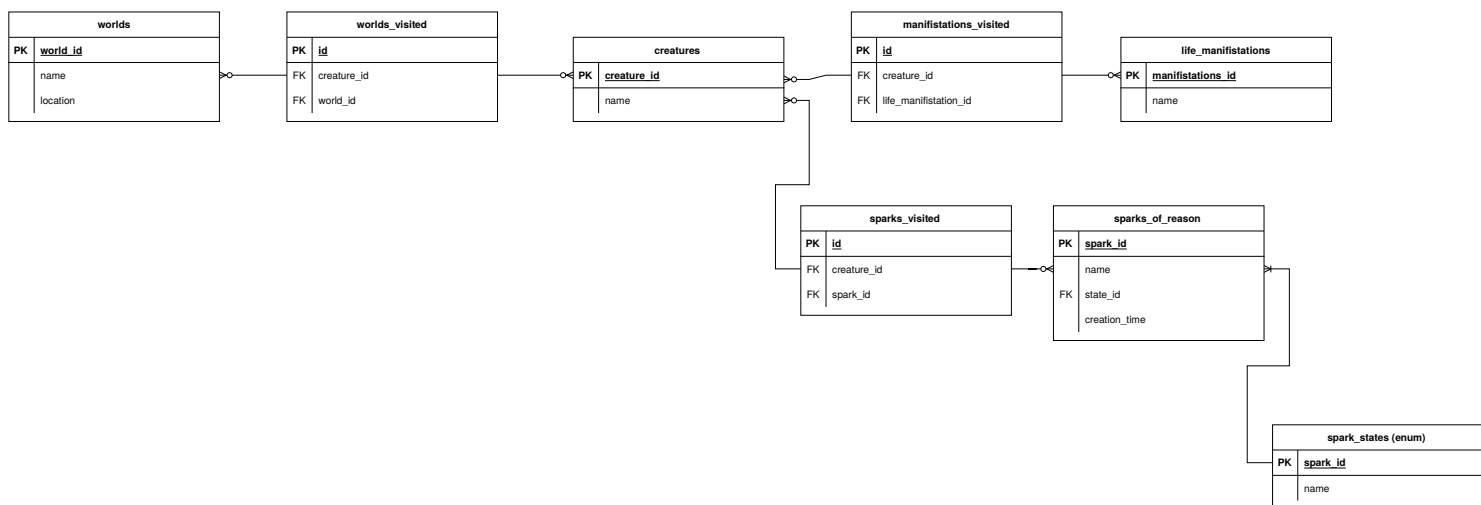 worlds
PK world_id
name
location
worlds_visited
PK id
FK creature_id
FK world_id
creatures
PK creature_id
name
manifistations_visited
PK id
FK creature_id
FK life_manifistation_id
life_manifistations
PK manifistations_id
name
sparks_visited
PK id
FK creature_id
FK spark_id
sparks_of_reason
PK spark_id
name
FK state_id
creation_time
spark_states (enum)
PK spark_id
name